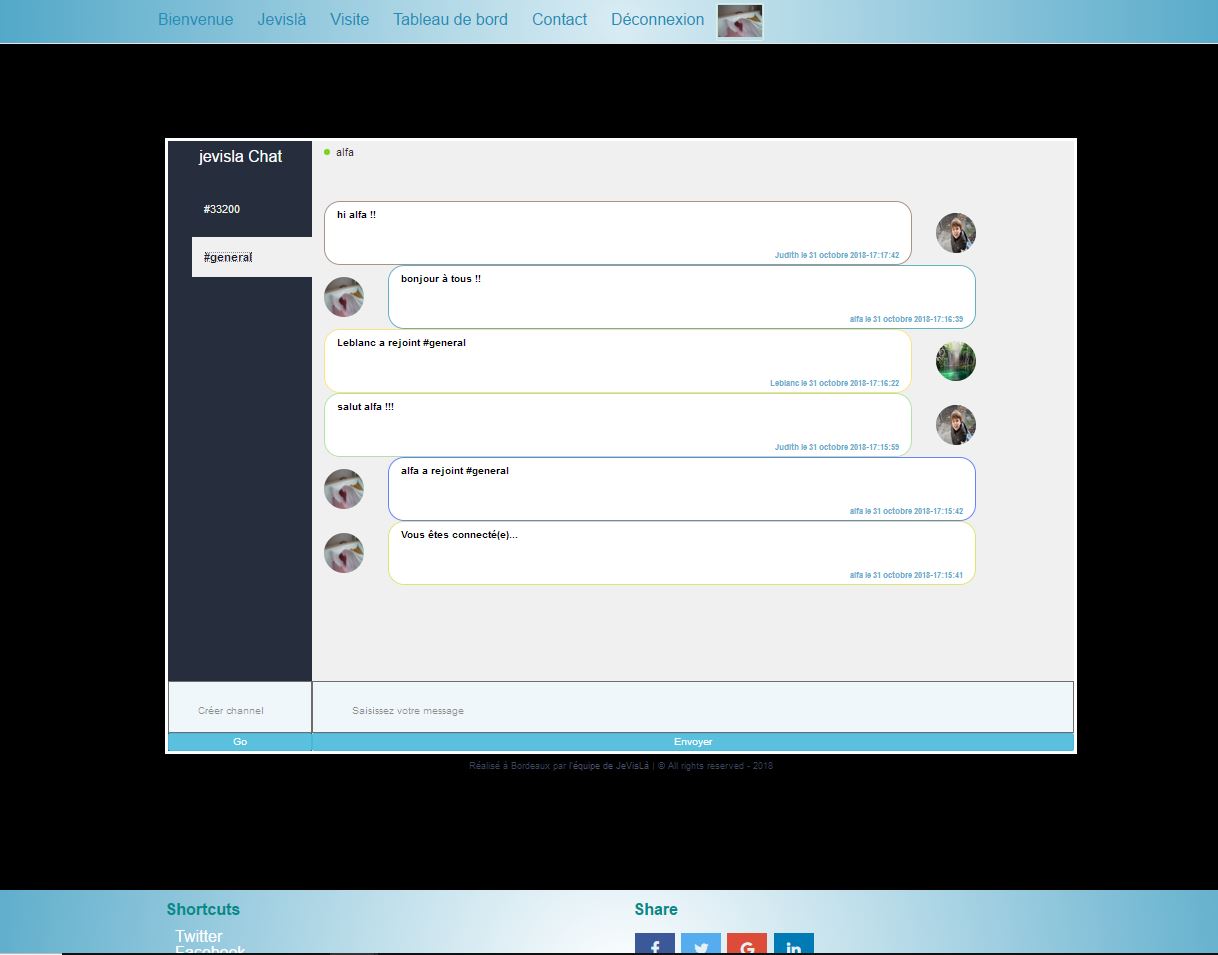 Bienvenue Jevislà Visite Tableau de bord Contact Déconnexion
jevisla Chat
alfa
#33200
#general
hi alfa !!
Judith le 31 octobre 2018-17:17:42
bonjour à tous !!
alfa le 31 octobre 2018-17:16:39
Leblanc a rejoint #general
Leblanc le 31 octobre 2018-17:16:22
salut alfa !!!
Judith le 31 octobre 2018-17:15:59
alfa a rejoint #general
alfa le 31 octobre 2018-17:15:42
Vous êtes connecté(e)...
alfa le 31 octobre 2018-17:15:41
Créer channel
Saisissez votre message
Go
Envoyer
Réalisé à Bordeaux par l'équipe de JeVisLà | © All rights reserved - 2018
Shortcuts
Twitter
Facebook
Share